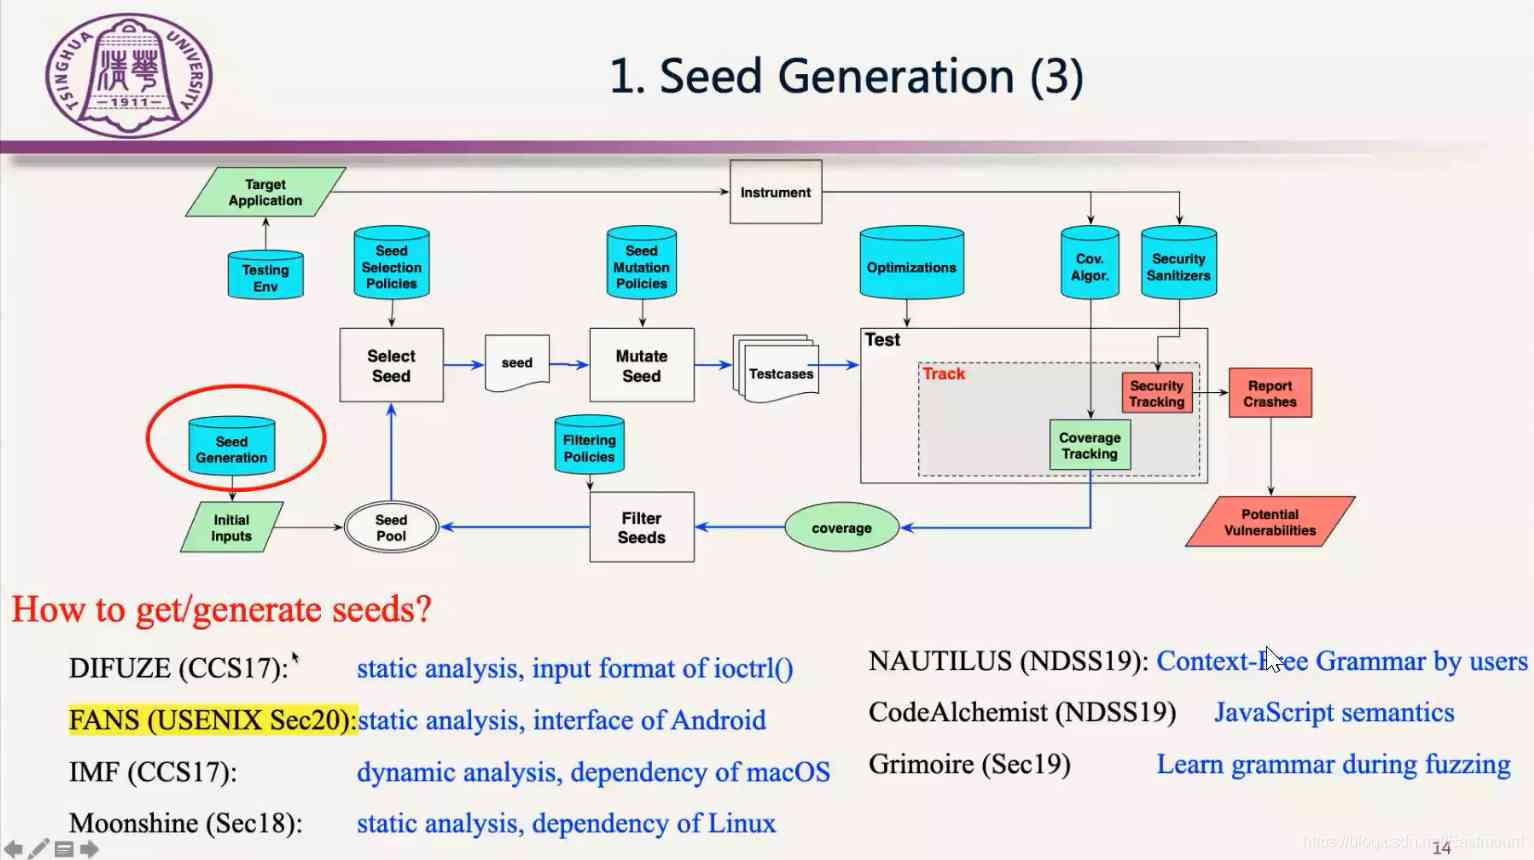 TSINGHUA UNIVERSITY
清華
1911
1. Seed Generation (3)
Target
Application
Instrument
Testing
Env
Seed
Selection
Policies
Seed
Mutation
Policies
Optimizations
Cov.
Algor.
Security
Sanitizers
Select
Seed
seed
Mutate
Seed
Testcases
Test
Track
Security
Tracking
Report
Crashes
Coverage
Tracking
Seed
Generation
Filtering
Policies
Initial
Inputs
Seed
Pool
Filter
Seeds
coverage
Potential
Vulnerabilities
How to get/generate seeds?
DIFUZE (CCS17): static analysis, input format of ioctrl()
FANS (USENIX Sec20): static analysis, interface of Android
IMF (CCS17): dynamic analysis, dependency of macOS
Moonshine (Sec18): static analysis, dependency of Linux
NAUTILUS (NDSS19): Context-Free Grammar by users
CodeAlchemist (NDSS19) JavaScript semantics
Grimoire (Sec19) Learn grammar during fuzzing
https://blog.csdn.net/Eastmount
14